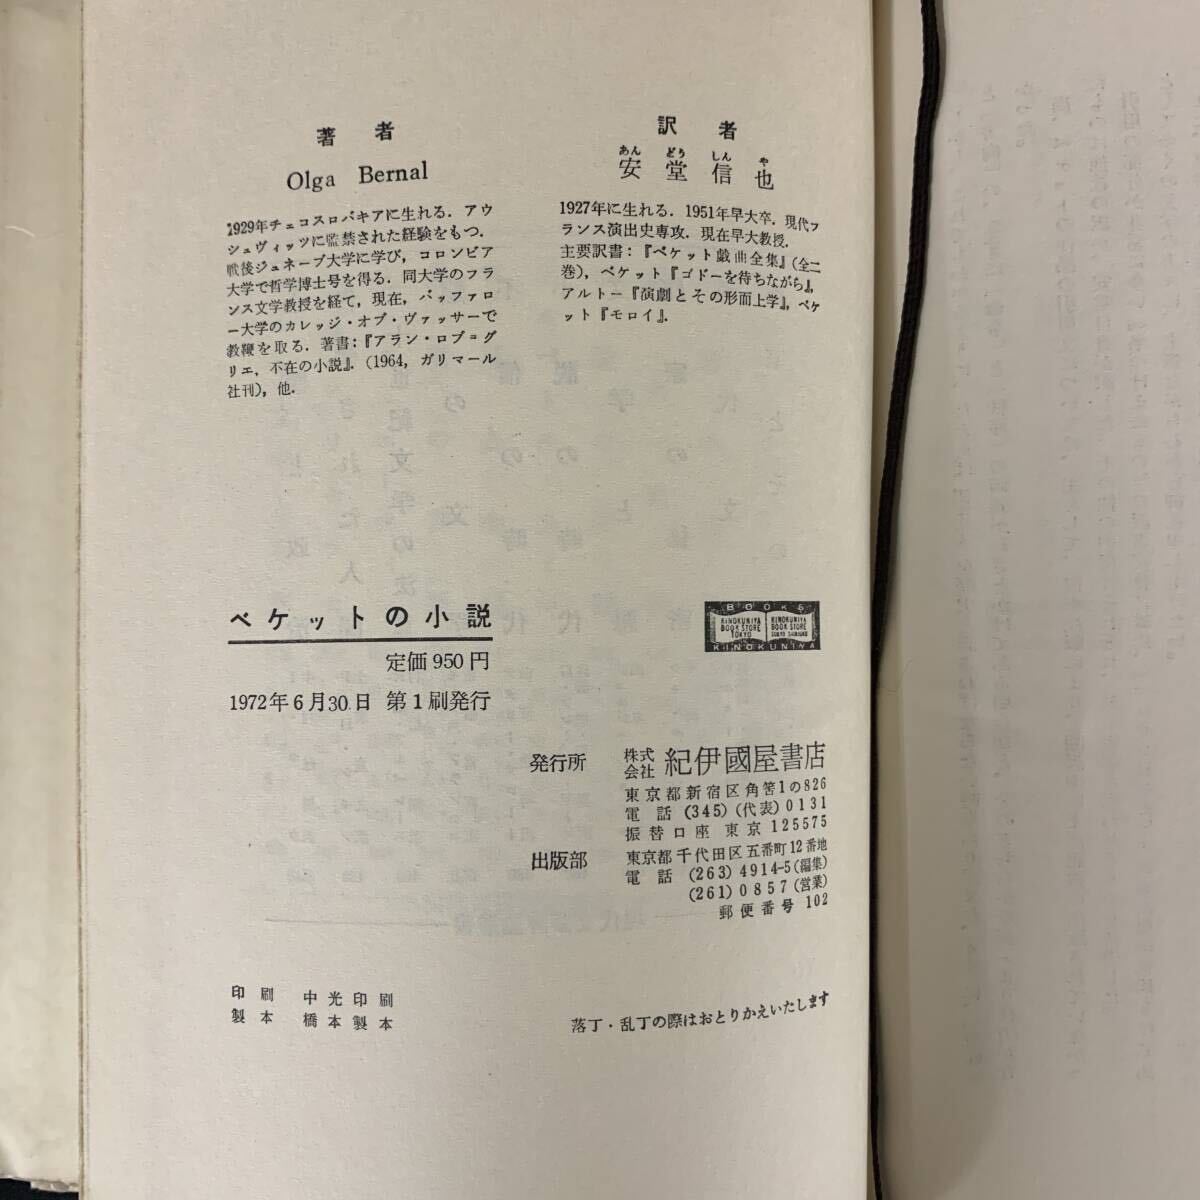 著者
Olga Bernal
1929年チェコスロバキアに生れる．アウ
シュヴィッツに監禁された経験をもつ．
戦後ジュネーブ大学に学び，コロンビア
大学で哲学博士号を得る．同大学のフラ
ンス文学教授を経て，現在，バッファロ
ー大学のカレッジ・オブ・ヴァッサーで
教鞭を取る．著書：『アラン・ロブ＝グ
リエ，不在の小説』．（1964，ガリマール
社刊），他．
訳者
あんどうしんや
安堂信也
1927年に生れる．1951年早大卒．現代フ
ランス演出史専攻．現在早大教授．
主要訳書：『ベケット戯曲全集』（全二
巻），ベケット『ゴドーを待ちながら』，
アルトー『演劇とその形而上学』，ベケ
ット『モロイ』．
ベケットの小説
定価950円
1972年6月30日 第1刷発行
BOOKS
KINOKUNIYA
BOOK STORE
TOKYO
KINOKUNIYA
BOOK STORE
KINOKUNIYA
発行所 株式会社 紀伊國屋書店
東京都新宿区角筈1の826
電話 (345) (代表) 0131
振替口座 東京 125575
出版部 東京都千代田区五番町12番地
電話 (263) 4914-5 (編集)
(261) 0857 (営業)
郵便番号 102
印刷 中光印刷
製本 橋本製本
落丁・乱丁の際はおとりかえいたします